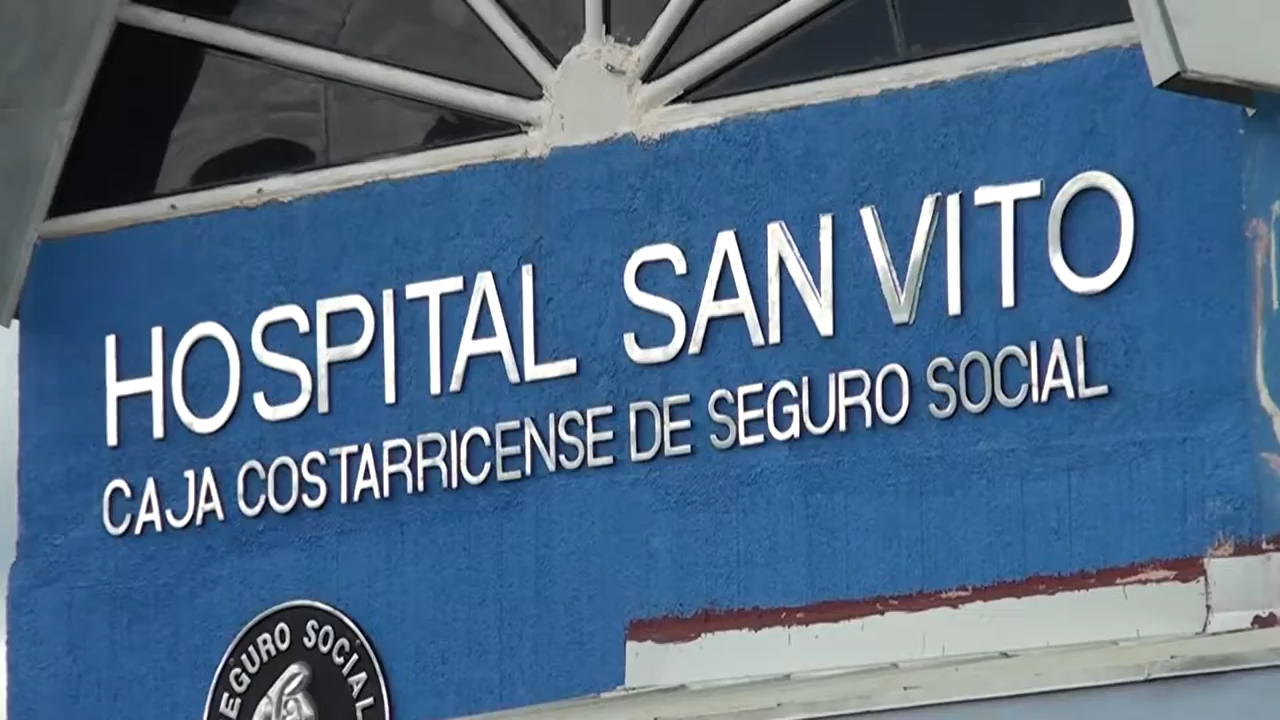 HOSPITAL SAN VITO
CAJA COSTARRICENSE DE SEGURO SOCIAL
SEGURO SOCIAL